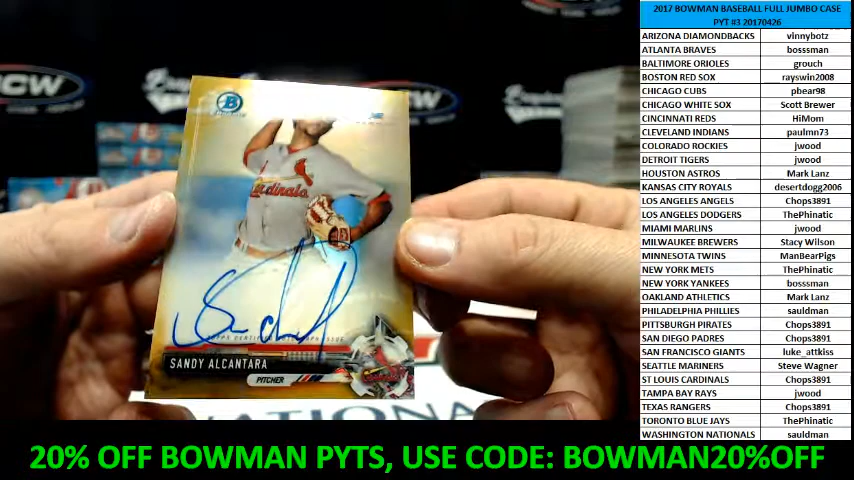 2017 BOWMAN BASEBALL FULL JUMBO CASE
PYT #3 20170426
ARIZONA DIAMONDBACKS vinnybotz
ATLANTA BRAVES bosssman
BALTIMORE ORIOLES grouch
BOSTON RED SOX rayswin2008
CHICAGO CUBS pbear98
CHICAGO WHITE SOX Scott Brewer
CINCINNATI REDS HiMom
CLEVELAND INDIANS paulmn73
COLORADO ROCKIES jwood
DETROIT TIGERS jwood
HOUSTON ASTROS Mark Lanz
KANSAS CITY ROYALS desertdogg2006
LOS ANGELES ANGELS Chops3891
LOS ANGELES DODGERS ThePhinatic
MIAMI MARLINS jwood
MILWAUKEE BREWERS Stacy Wilson
MINNESOTA TWINS ManBearPigs
NEW YORK METS ThePhinatic
NEW YORK YANKEES bosssman
OAKLAND ATHLETICS Mark Lanz
PHILADELPHIA PHILLIES sauldman
PITTSBURGH PIRATES Chops3891
SAN DIEGO PADRES Chops3891
SAN FRANCISCO GIANTS luke_attkiss
SEATTLE MARINERS Steve Wagner
ST LOUIS CARDINALS Chops3891
TAMPA BAY RAYS jwood
TEXAS RANGERS Chops3891
TORONTO BLUE JAYS ThePhinatic
WASHINGTON NATIONALS sauldman
Cardinals
SANDY ALCANTARA
PITCHER
20% OFF BOWMAN PYTS, USE CODE: BOWMAN20%OFF